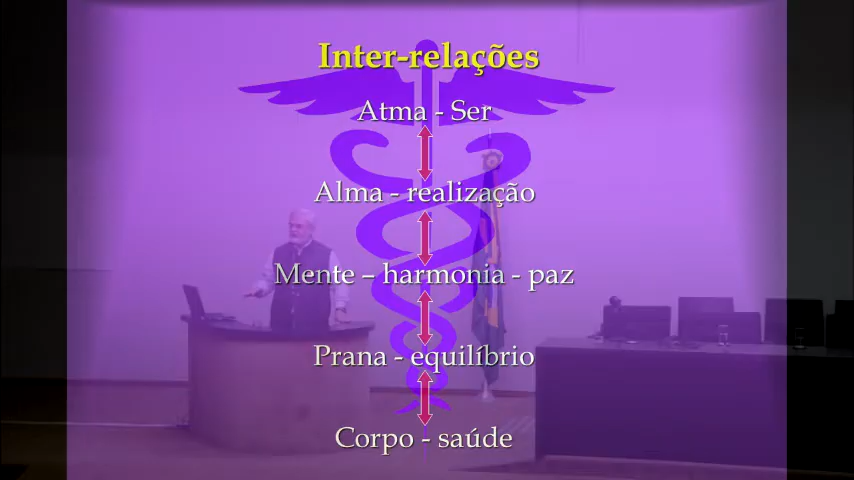 Inter-relações
Atma - Ser
Alma - realização
Mente – harmonia - paz
Prana - equilíbrio
Corpo - saúde